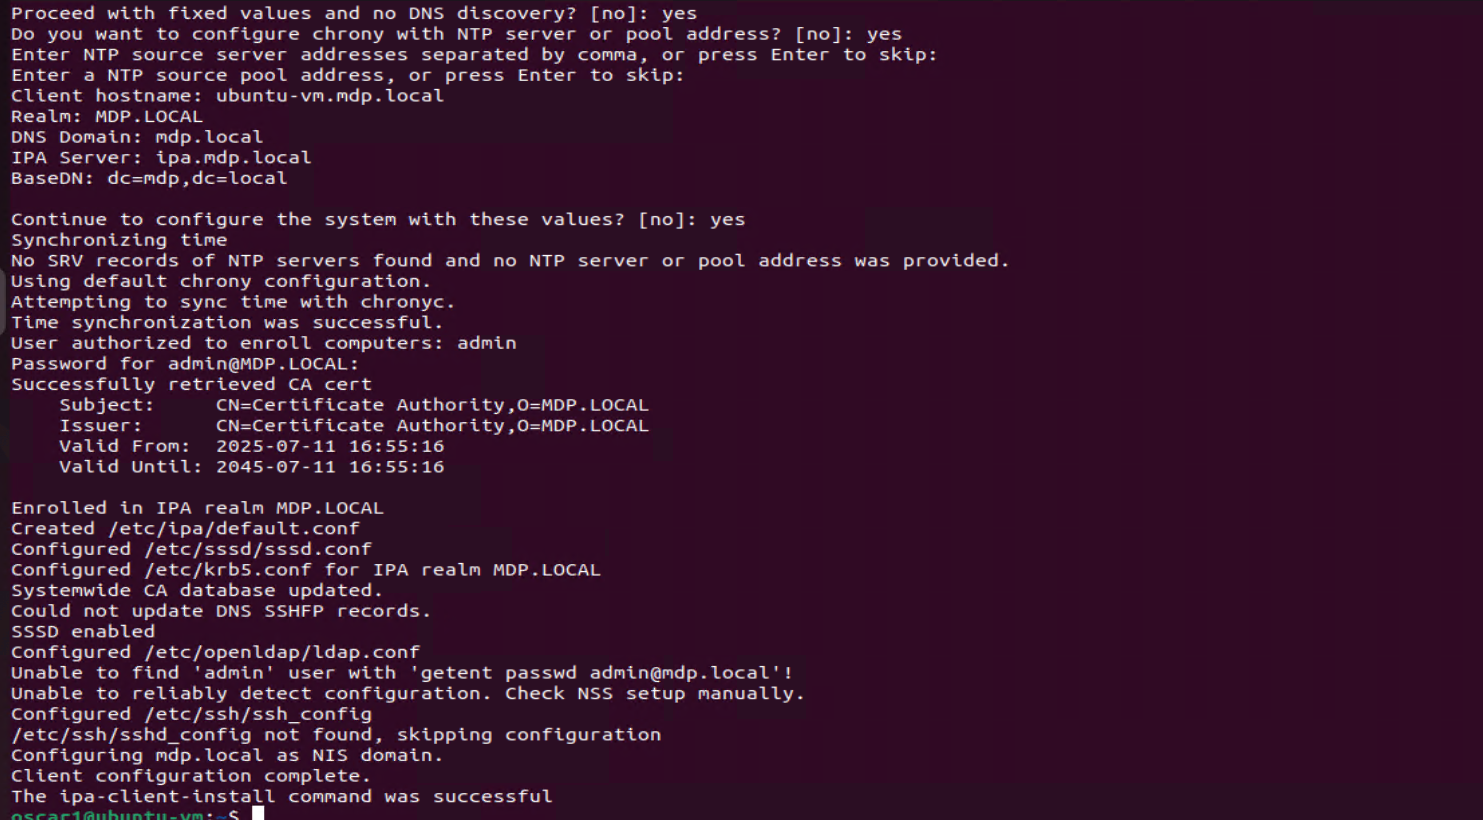 Proceed with fixed values and no DNS discovery? [no]: yes
Do you want to configure chrony with NTP server or pool address? [no]: yes
Enter NTP source server addresses separated by comma, or press Enter to skip:
Enter a NTP source pool address, or press Enter to skip:
Client hostname: ubuntu-vm.mdp.local
Realm: MDP.LOCAL
DNS Domain: mdp.local
IPA Server: ipa.mdp.local
BaseDN: dc=mdp,dc=local

Continue to configure the system with these values? [no]: yes
Synchronizing time
No SRV records of NTP servers found and no NTP server or pool address was provided.
Using default chrony configuration.
Attempting to sync time with chronyc.
Time synchronization was successful.
User authorized to enroll computers: admin
Password for admin@MDP.LOCAL:
Successfully retrieved CA cert
    Subject:     CN=Certificate Authority,O=MDP.LOCAL
    Issuer:      CN=Certificate Authority,O=MDP.LOCAL
    Valid From:  2025-07-11 16:55:16
    Valid Until: 2045-07-11 16:55:16

Enrolled in IPA realm MDP.LOCAL
Created /etc/ipa/default.conf
Configured /etc/sssd/sssd.conf
Configured /etc/krb5.conf for IPA realm MDP.LOCAL
Systemwide CA database updated.
Could not update DNS SSHFP records.
SSSD enabled
Configured /etc/openldap/ldap.conf
Unable to find 'admin' user with 'getent passwd admin@mdp.local'!
Unable to reliably detect configuration. Check NSS setup manually.
Configured /etc/ssh/ssh_config
/etc/ssh/sshd_config not found, skipping configuration
Configuring mdp.local as NIS domain.
Client configuration complete.
The ipa-client-install command was successful
oscar1@ubuntu-vm:~$